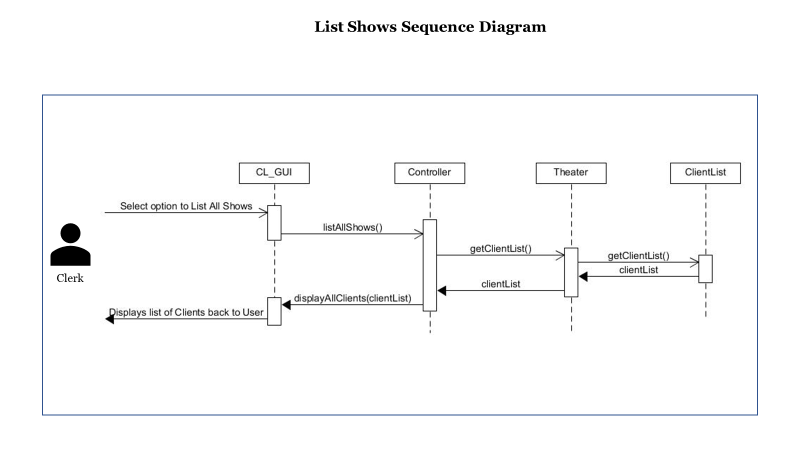 List Shows Sequence Diagram
CL_GUI
Controller
Theater
ClientList
Select option to List All Shows
listAllShows()
getClientList()
getClientList()
clientList
Clerk
clientList
displayAllClients(clientList)
Displays list of Clients back to User